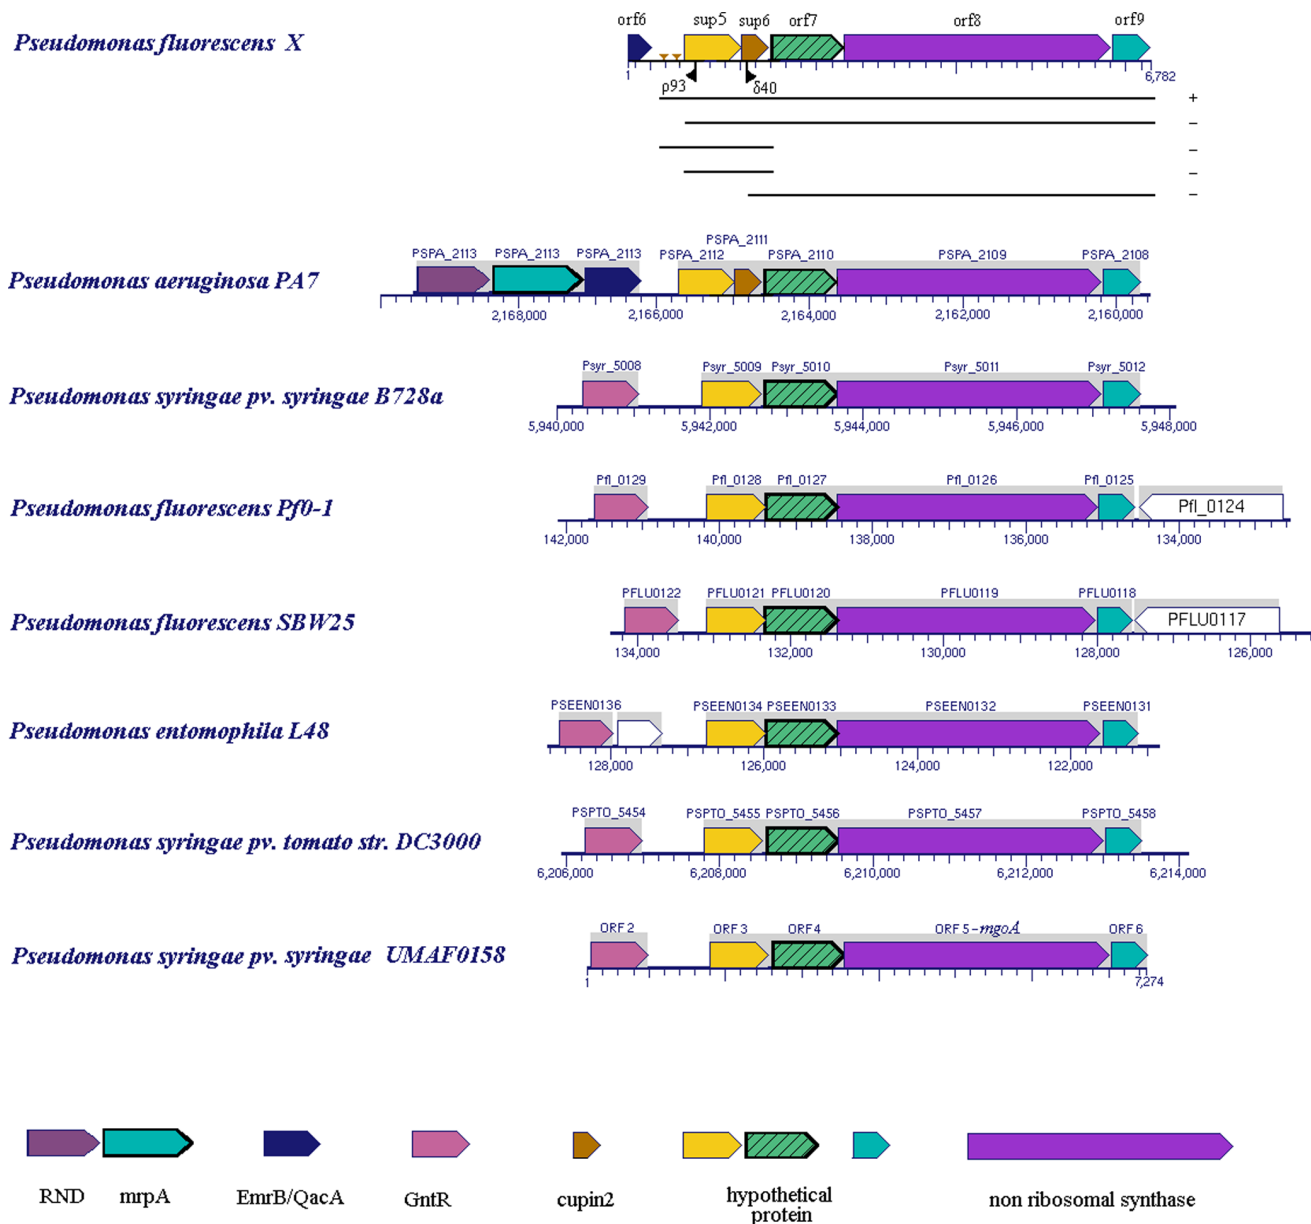 orf6 sup5 sup6 orf7 orf8 orf9
Pseudomonas fluorescens X
1 6,782
ρ93 δ40
+
–
–
–
–
PSPA_2111
PSPA_2113 PSPA_2113 PSPA_2113 PSPA_2112 PSPA_2110 PSPA_2109 PSPA_2108
Pseudomonas aeruginosa PA7
2,168,000 2,166,000 2,164,000 2,162,000 2,160,000
Psyr_5008 Psyr_5009 Psyr_5010 Psyr_5011 Psyr_5012
Pseudomonas syringae pv. syringae B728a
5,940,000 5,942,000 5,944,000 5,946,000 5,948,000
Pfl_0129 Pfl_0128 Pfl_0127 Pfl_0126 Pfl_0125
Pseudomonas fluorescens Pf0-1 Pfl_0124
142,000 140,000 138,000 136,000 134,000
PFLU0122 PFLU0121 PFLU0120 PFLU0119 PFLU0118
Pseudomonas fluorescens SBW25 PFLU0117
134,000 132,000 130,000 128,000 126,000
PSEEN0136 PSEEN0134 PSEEN0133 PSEEN0132 PSEEN0131
Pseudomonas entomophila L48
128,000 126,000 124,000 122,000
PSPTO_5454 PSPTO_5455 PSPTO_5456 PSPTO_5457 PSPTO_5458
Pseudomonas syringae pv. tomato str. DC3000
6,206,000 6,208,000 6,210,000 6,212,000 6,214,000
ORF 2 ORF 3 ORF 4 ORF 5 - mgoA ORF 6
Pseudomonas syringae pv. syringae UMAF0158
1 7,274
RND mrpA EmrB/QacA GntR cupin2 hypothetical non ribosomal synthase
protein